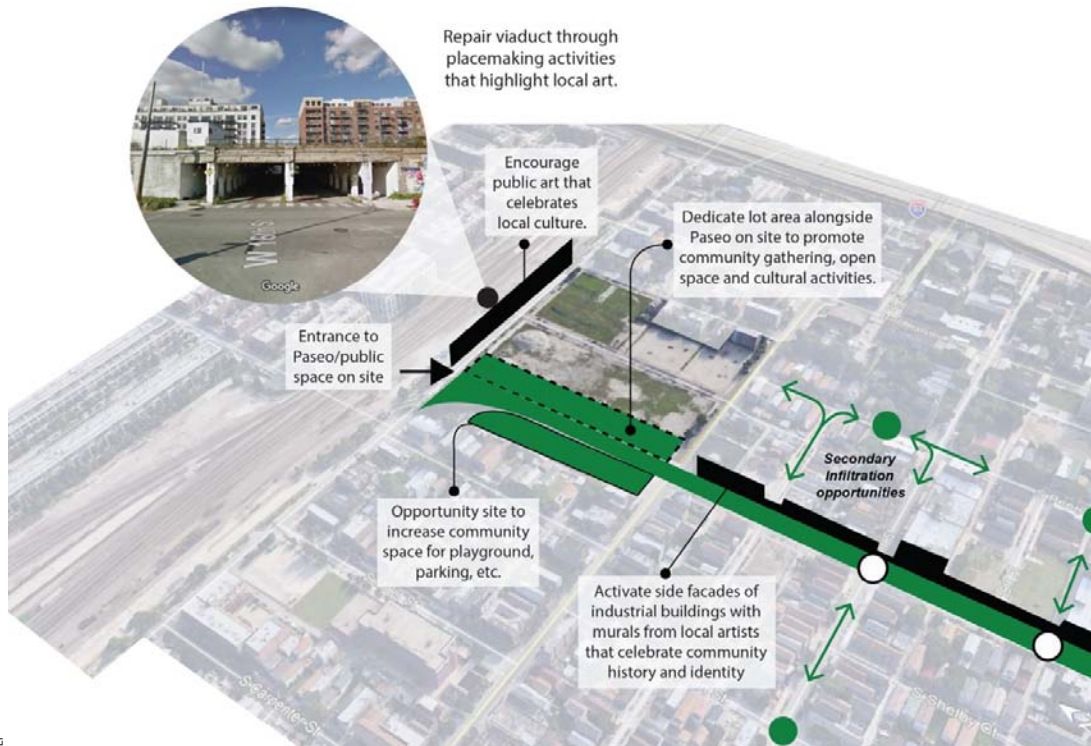 Repair viaduct through
placemaking activities
that highlight local art.
Encourage
public art that
celebrates
local culture.
Dedicate lot area alongside
Paseo on site to promote
community gathering, open
space and cultural activities.
Google
Entrance to
Paseo/public
space on site
Secondary
Infiltration
opportunities
Opportunity site to
increase community
space for playground,
parking, etc.
Activate side facades of
industrial buildings with
murals from local artists
that celebrate community
history and identity
S Carpenter St
S Shelby Ct